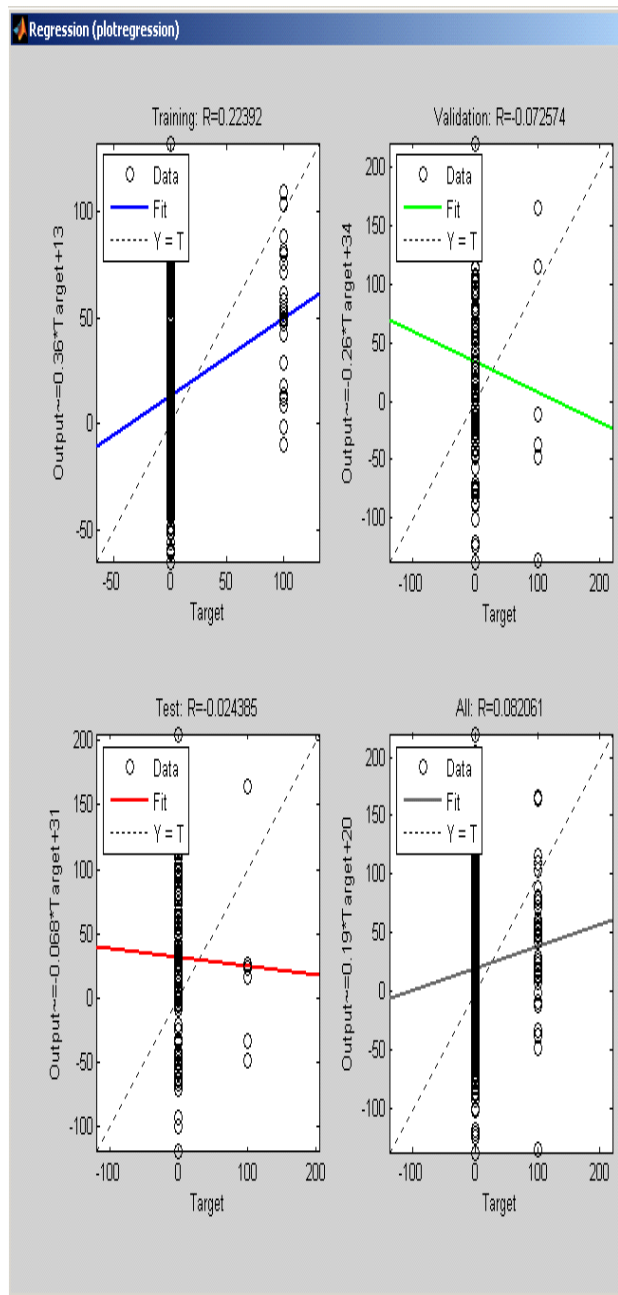 Regression (plotregression)
Training: R=0.22392
Output~=0.36*Target+13
100
50
0
-50
Data
Fit
Y = T
-50
0
50
100
Target
Validation: R=-0.072574
Output~=-0.26*Target+34
200
150
100
50
0
-50
-100
Data
Fit
Y = T
-100
0
100
200
Target
Test: R=-0.024385
Output~=-0.068*Target+31
200
150
100
50
0
-50
-100
Data
Fit
Y = T
-100
0
100
200
Target
All: R=0.082061
Output~=0.19*Target+20
200
150
100
50
0
-50
-100
Data
Fit
Y = T
-100
0
100
200
Target